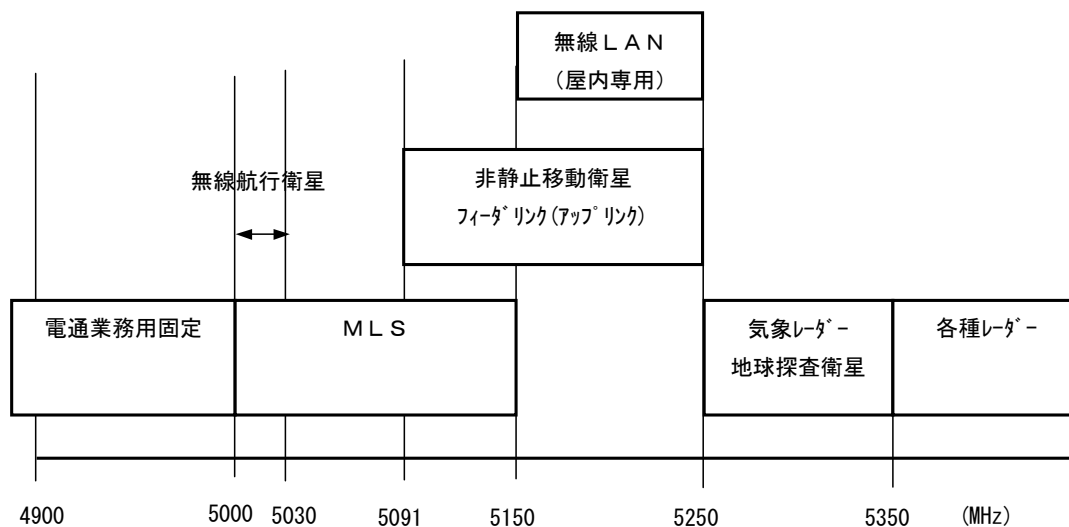 無線ＬＡＮ
(屋内専用)
無線航行衛星
非静止移動衛星
ﾌｨｰﾀﾞﾘﾝｸ(ｱｯﾌﾟﾘﾝｸ)
電通業務用固定
ＭＬＳ
気象ﾚｰﾀﾞｰ
地球探査衛星
各種ﾚｰﾀﾞｰ
4900 5000 5030 5091 5150 5250 5350 (MHz)